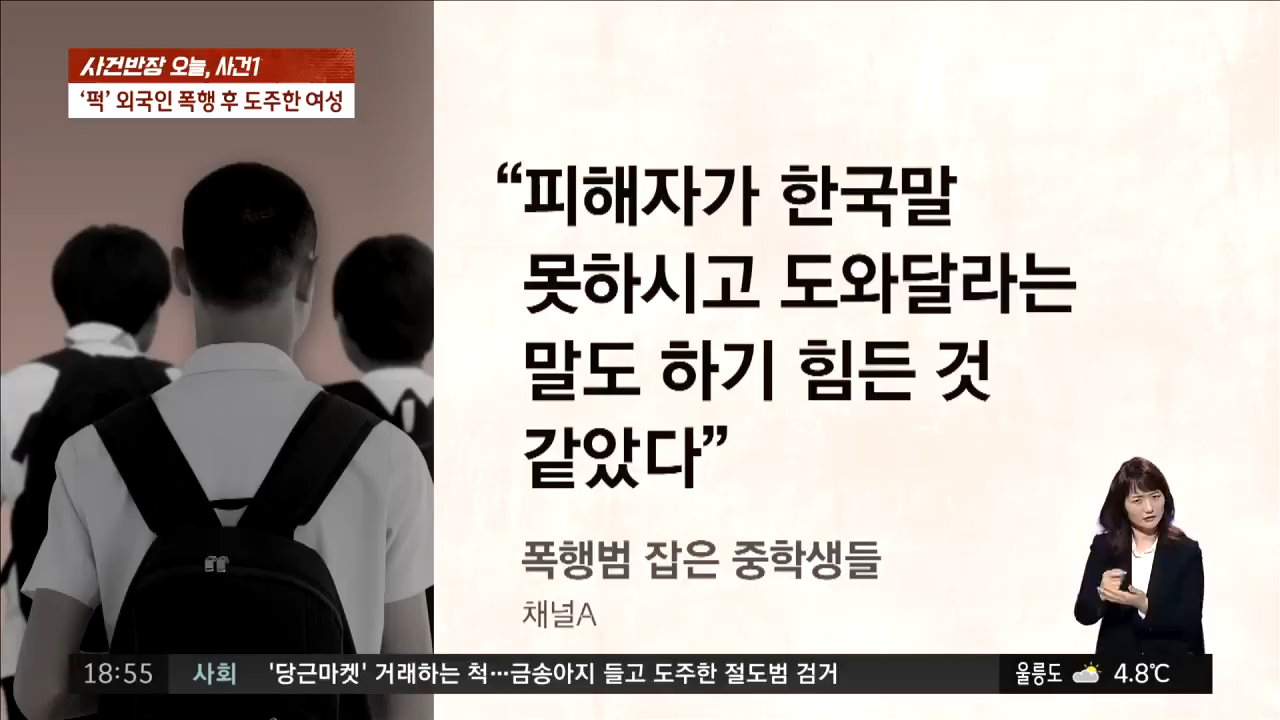 사건반장 오늘, 사건1
‘퍽’ 외국인 폭행 후 도주한 여성
“피해자가 한국말
못하시고 도와달라는
말도 하기 힘든 것
같았다”
폭행범 잡은 중학생들
채널A
18:55 사회 '당근마켓' 거래하는 척…금송아지 들고 도주한 절도범 검거 울릉도 4.8℃